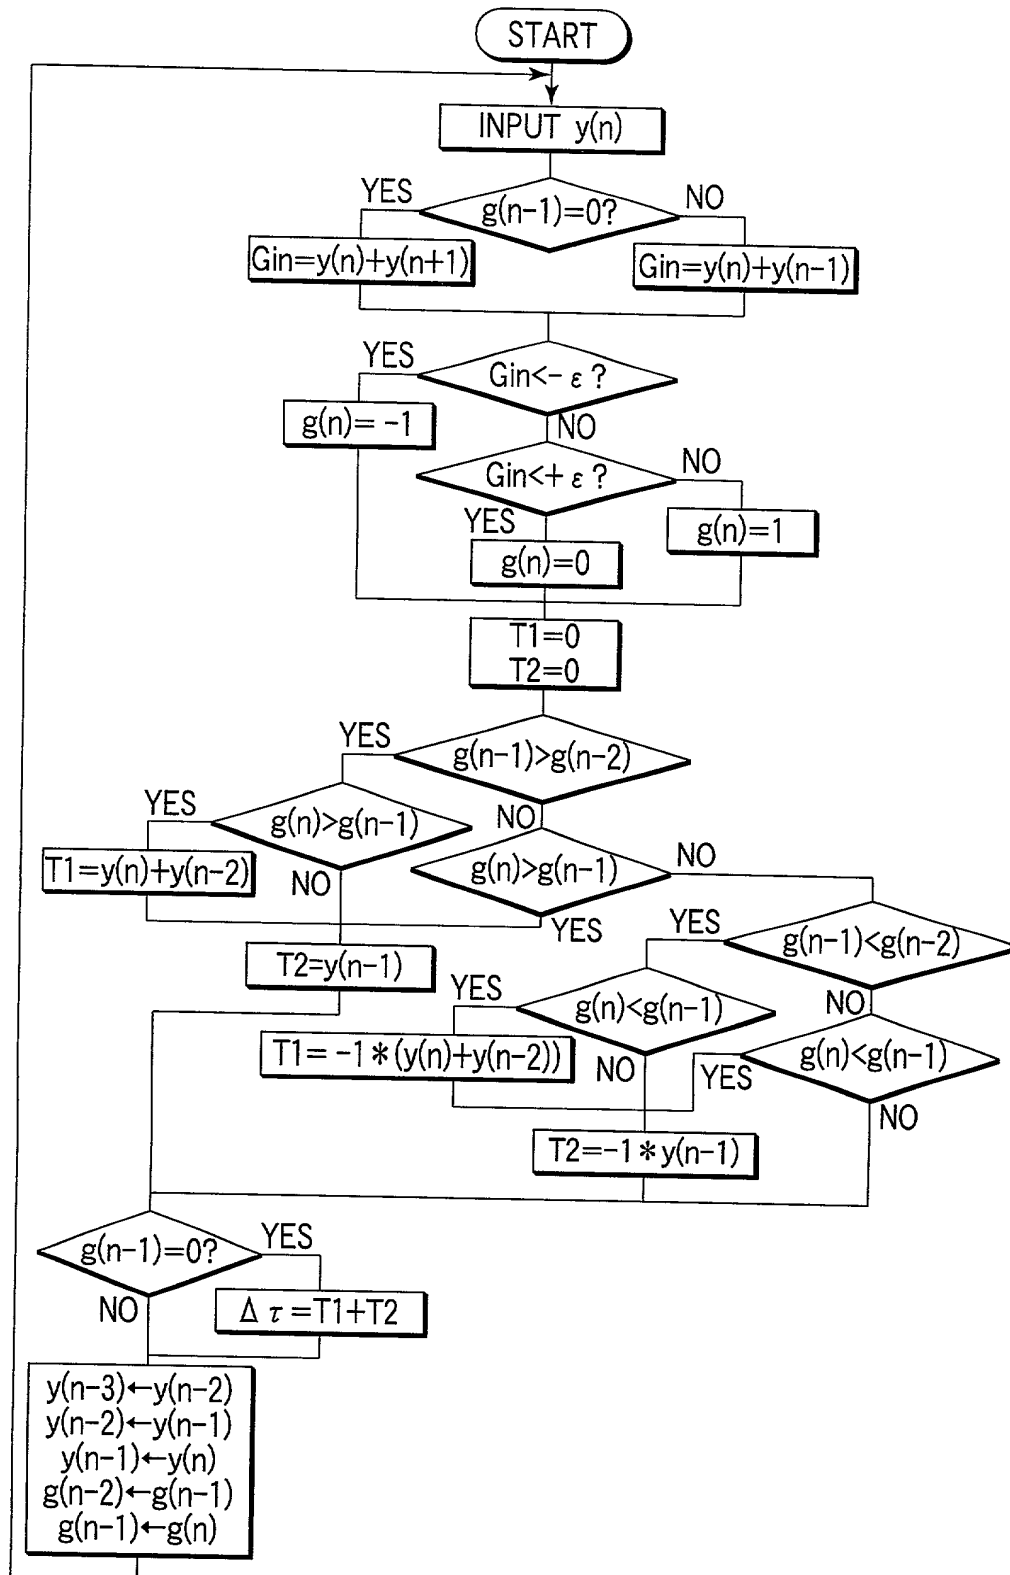 START
INPUT y(n)
YES
g(n-1)=0?
NO
Gin=y(n)+y(n+1)
Gin=y(n)+y(n-1)
YES
Gin<- ε ?
g(n)= -1
NO
Gin<+ ε ?
NO
YES
g(n)=1
g(n)=0
T1=0
T2=0
YES
g(n-1)>g(n-2)
YES
g(n)>g(n-1)
NO
T1=y(n)+y(n-2)
NO
g(n)>g(n-1)
NO
YES
YES
g(n-1)<g(n-2)
T2=y(n-1)
YES
g(n)<g(n-1)
NO
T1= -1*(y(n)+y(n-2))
NO
YES
g(n)<g(n-1)
NO
T2=-1*y(n-1)
g(n-1)=0?
YES
NO
Δ τ =T1+T2
y(n-3)←y(n-2)
y(n-2)←y(n-1)
y(n-1)←y(n)
g(n-2)←g(n-1)
g(n-1)←g(n)